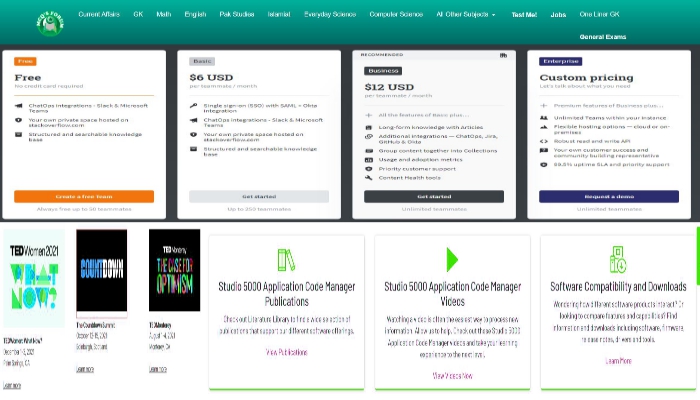 MCQ'S FORUM
Current Affairs GK Math English Pak Studies Islamiat Everyday Science Computer Science All Other Subjects Test Me! Jobs One Liner GK
General Exams
Free
Free
No credit card required
ChatOps integrations - Slack & Microsoft
Teams
Your own private space hosted on
stackoverflow.com
Structured and searchable knowledge
base
Create a free team
Always free up to 50 teammates
Basic
$6 USD
per teammate / month
Single sign-on (SSO) with SAML + Okta
integration
ChatOps integrations - Slack & Microsoft
Teams
Your own private space hosted on
stackoverflow.com
Structured and searchable knowledge
base
Get started
Up to 250 teammates
RECOMMENDED
Business
$12 USD
per teammate / month
All the features of Basic plus...
Long-form knowledge with Articles
Additional integrations — ChatOps, Jira,
GitHub & Okta
Group content together into Collections
Usage and adoption metrics
Priority customer support
Content Health tools
Get started
Unlimited teammates
Enterprise
Custom pricing
Let's talk about what you need
Premium features of Business plus...
Unlimited Teams within your instance
Flexible hosting options — cloud or on-
premises
Robust read and write API
Your own customer success and
community building representative
99.5% uptime SLA and priority support
Request a demo
Unlimited teammates
TEDWomen 2021
WHAT
NOW?
TEDWomen: What Now?
December 1-3, 2021
Palm Springs, CA
Learn more
COUNTDOWN
The Countdown Summit
October 12-15, 2021
Edinburgh, Scotland
Learn more
TEDMonterey
THE CASE FOR
OPTIMISM
TEDMonterey
August 1-4, 2021
Monterey, CA
Learn more
Studio 5000 Application Code Manager
Publications
Check out Literature Library to find a wide selection of
publications that support our different software offerings.
View Publications
Studio 5000 Application Code Manager
Videos
Watching a video is often the easiest way to process new
information. Allow us to help. Check out these Studio 5000
Application Code Manager videos and take your learning
experience to the next level.
View Videos Now
Software Compatibility and Downloads
Wondering how different software products interact? Or
looking to compare features and capabilities? Find
information and downloads including software, firmware,
release notes, drivers and tools.
Learn More